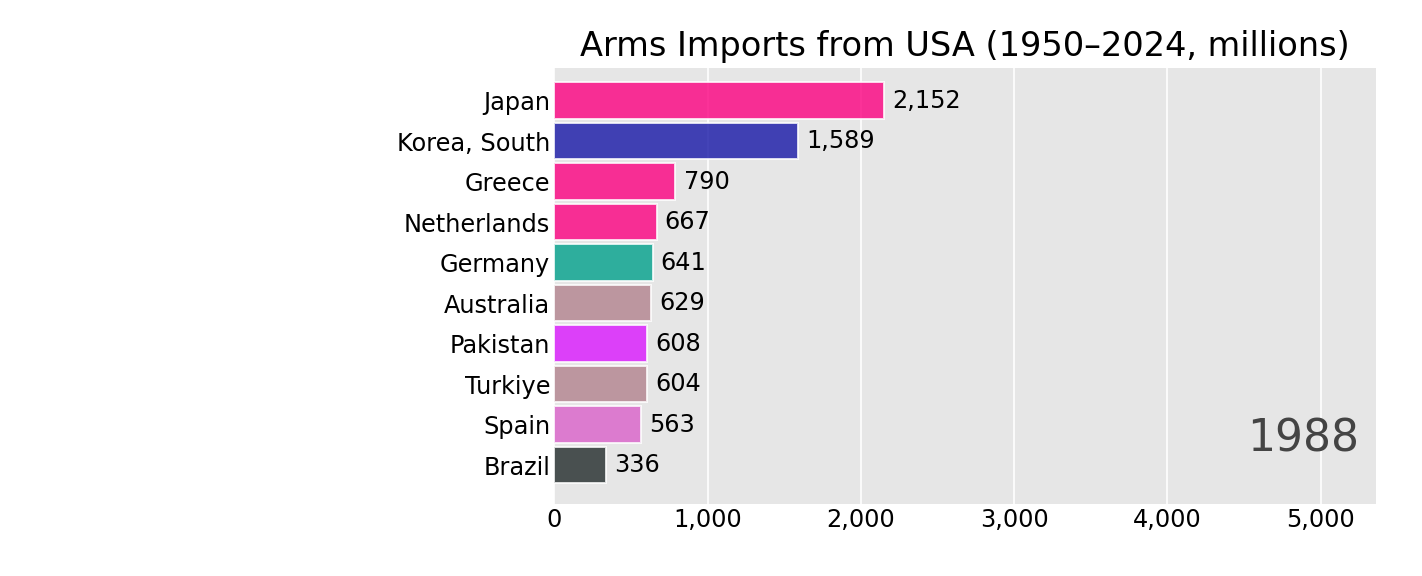 Arms Imports from USA (1950–2024, millions)
Japan 2,152
Korea, South 1,589
Greece 790
Netherlands 667
Germany 641
Australia 629
Pakistan 608
Turkiye 604
Spain 563
Brazil 336
1988
0 1,000 2,000 3,000 4,000 5,000